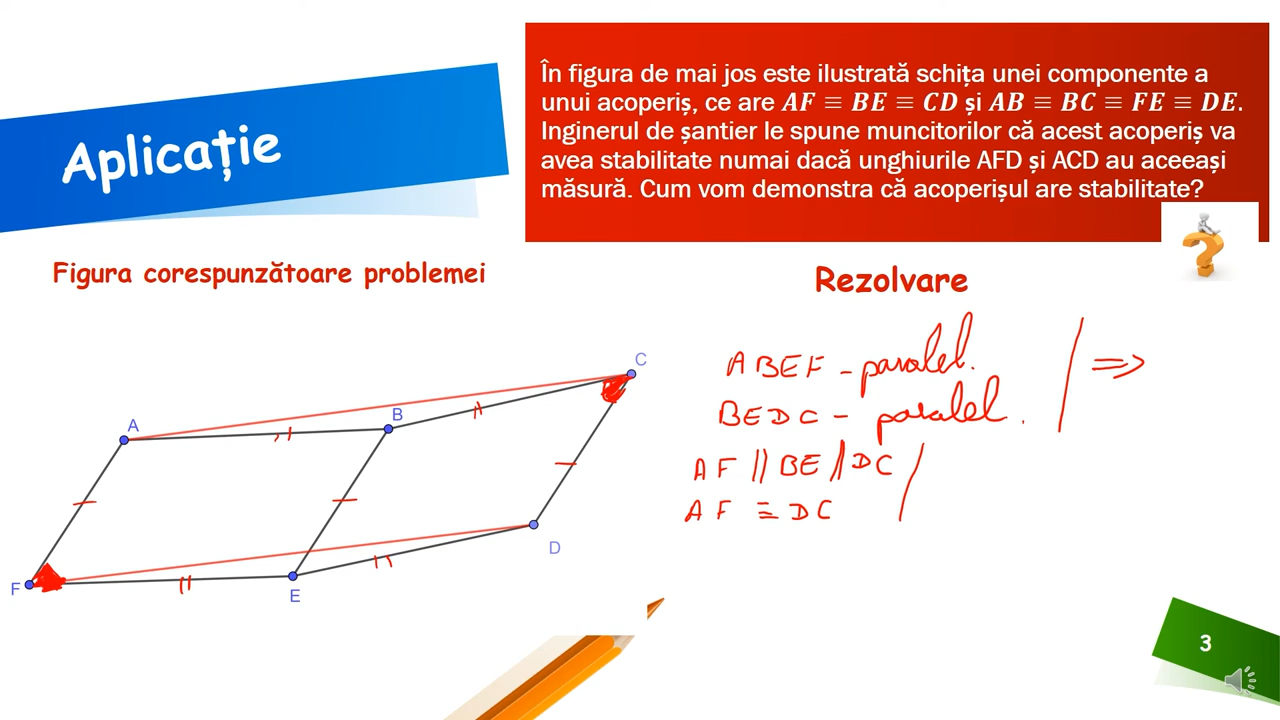 Aplicație
În figura de mai jos este ilustrată schița unei componente a
unui acoperiș, ce are AF ≡ BE ≡ CD și AB ≡ BC ≡ FE ≡ DE.
Inginerul de șantier le spune muncitorilor că acest acoperiș va
avea stabilitate numai dacă unghiurile AFD și ACD au aceeași
măsură. Cum vom demonstra că acoperișul are stabilitate?
Figura corespunzătoare problemei
Rezolvare
A
B
C
D
E
F
ABEF - paralel. ⇒
BEDC - paralel.
AF || BE || DC
AF ≡ DC
3